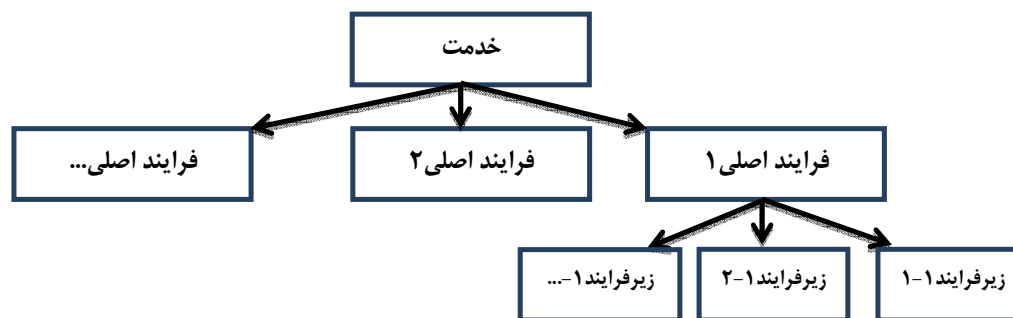 خدمت
فرایند اصلی۱
فرایند اصلی۲
فرایند اصلی...
زیرفرایند۱-۱
زیرفرایند۱-۲
زیرفرایند۱-...